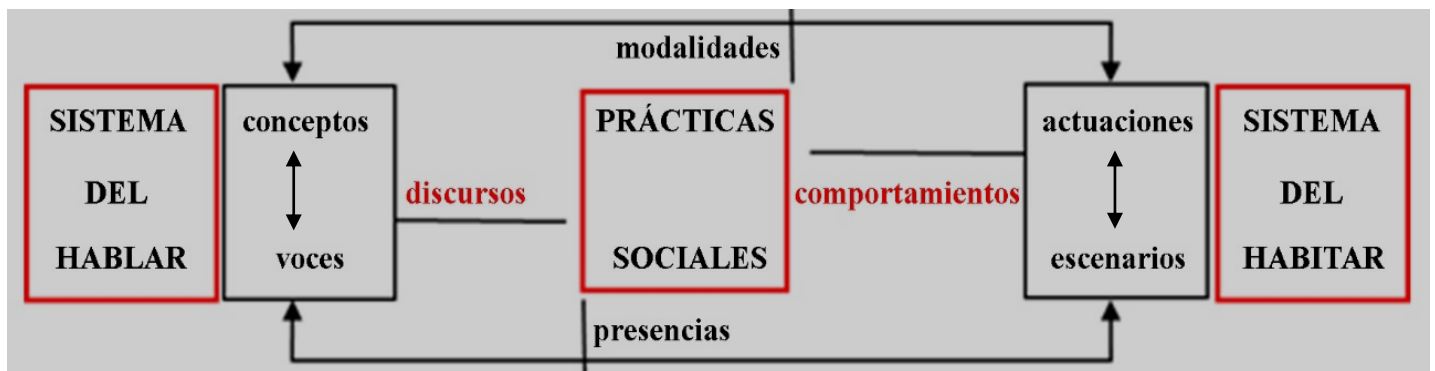 modalidades
SISTEMA
DEL
HABLAR
conceptos
voces
discursos
PRÁCTICAS
SOCIALES
comportamientos
actuaciones
escenarios
SISTEMA
DEL
HABITAR
presencias